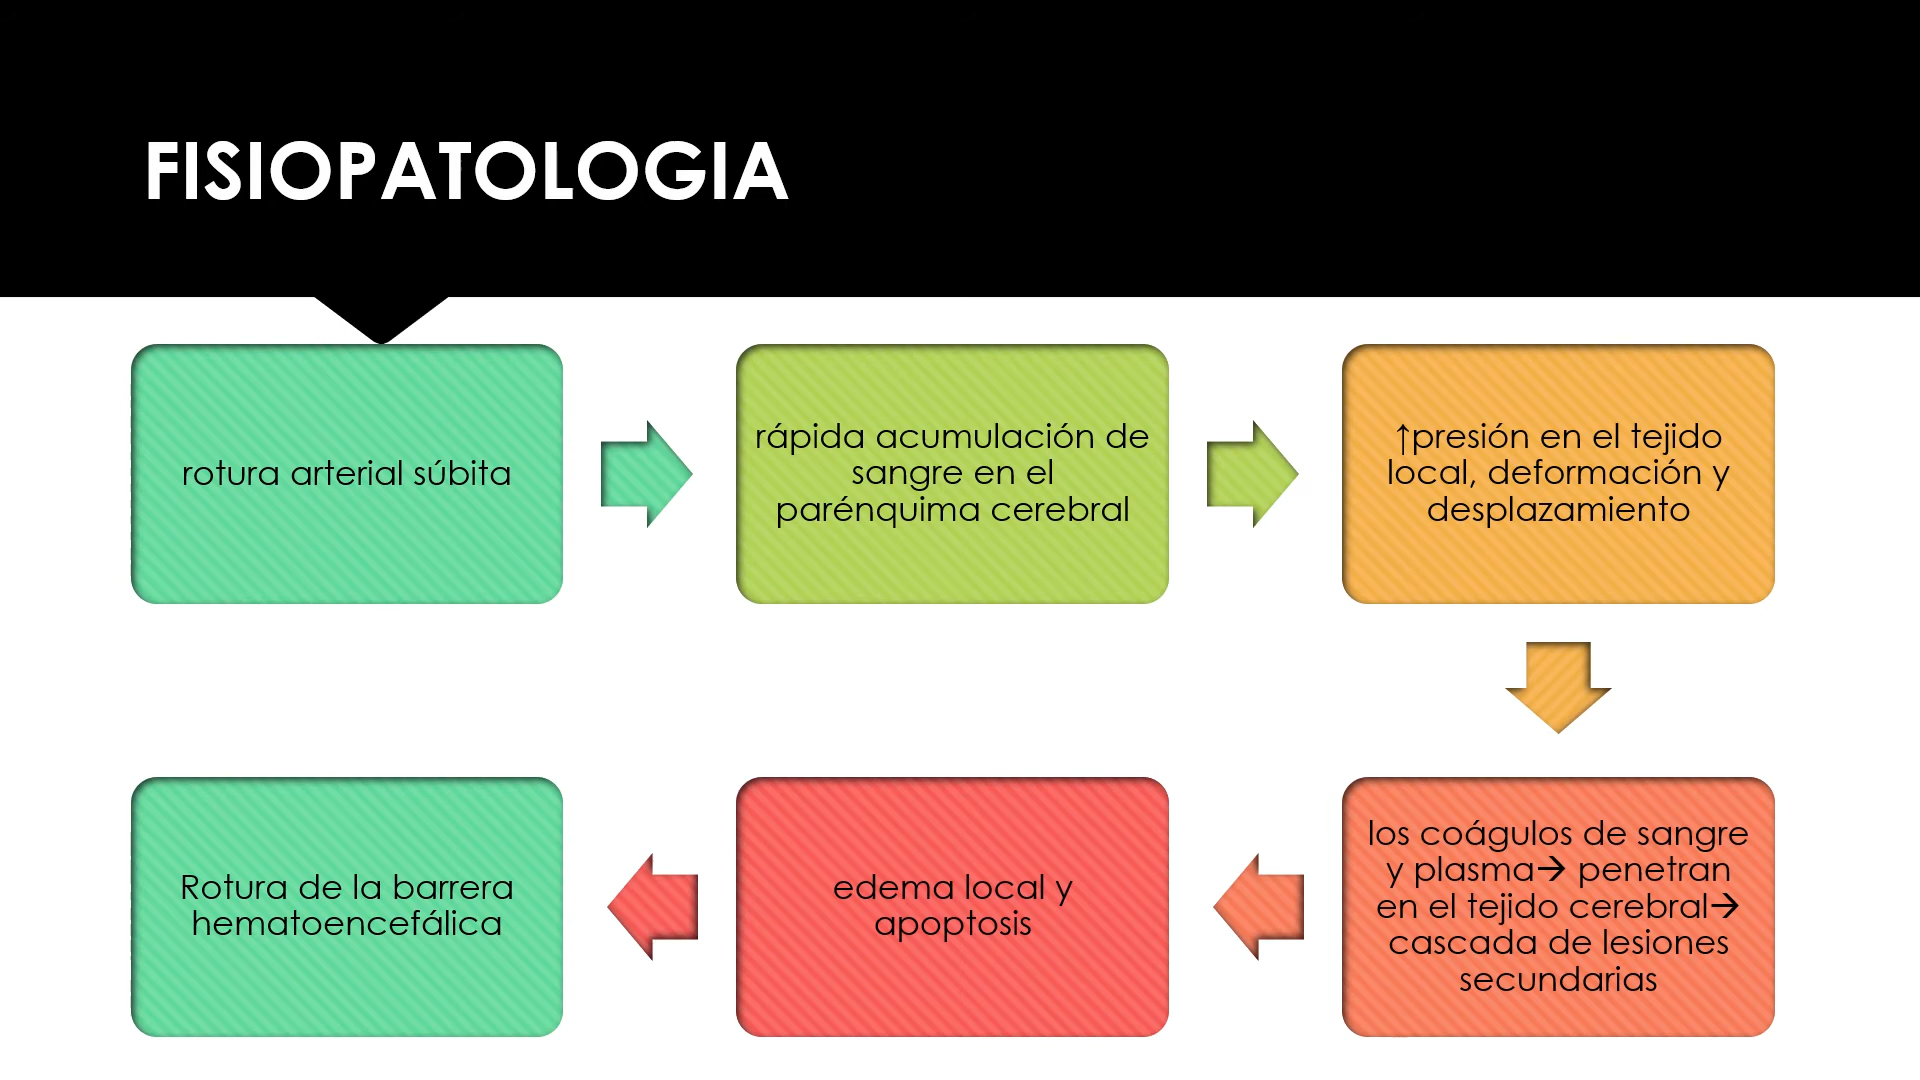 FISIOPATOLOGIA
rotura arterial súbita
rápida acumulación de
sangre en el
parénquima cerebral
↑presión en el tejido
local, deformación y
desplazamiento
los coágulos de sangre
y plasma→ penetran
en el tejido cerebral→
cascada de lesiones
secundarias
edema local y
apoptosis
Rotura de la barrera
hematoencefálica